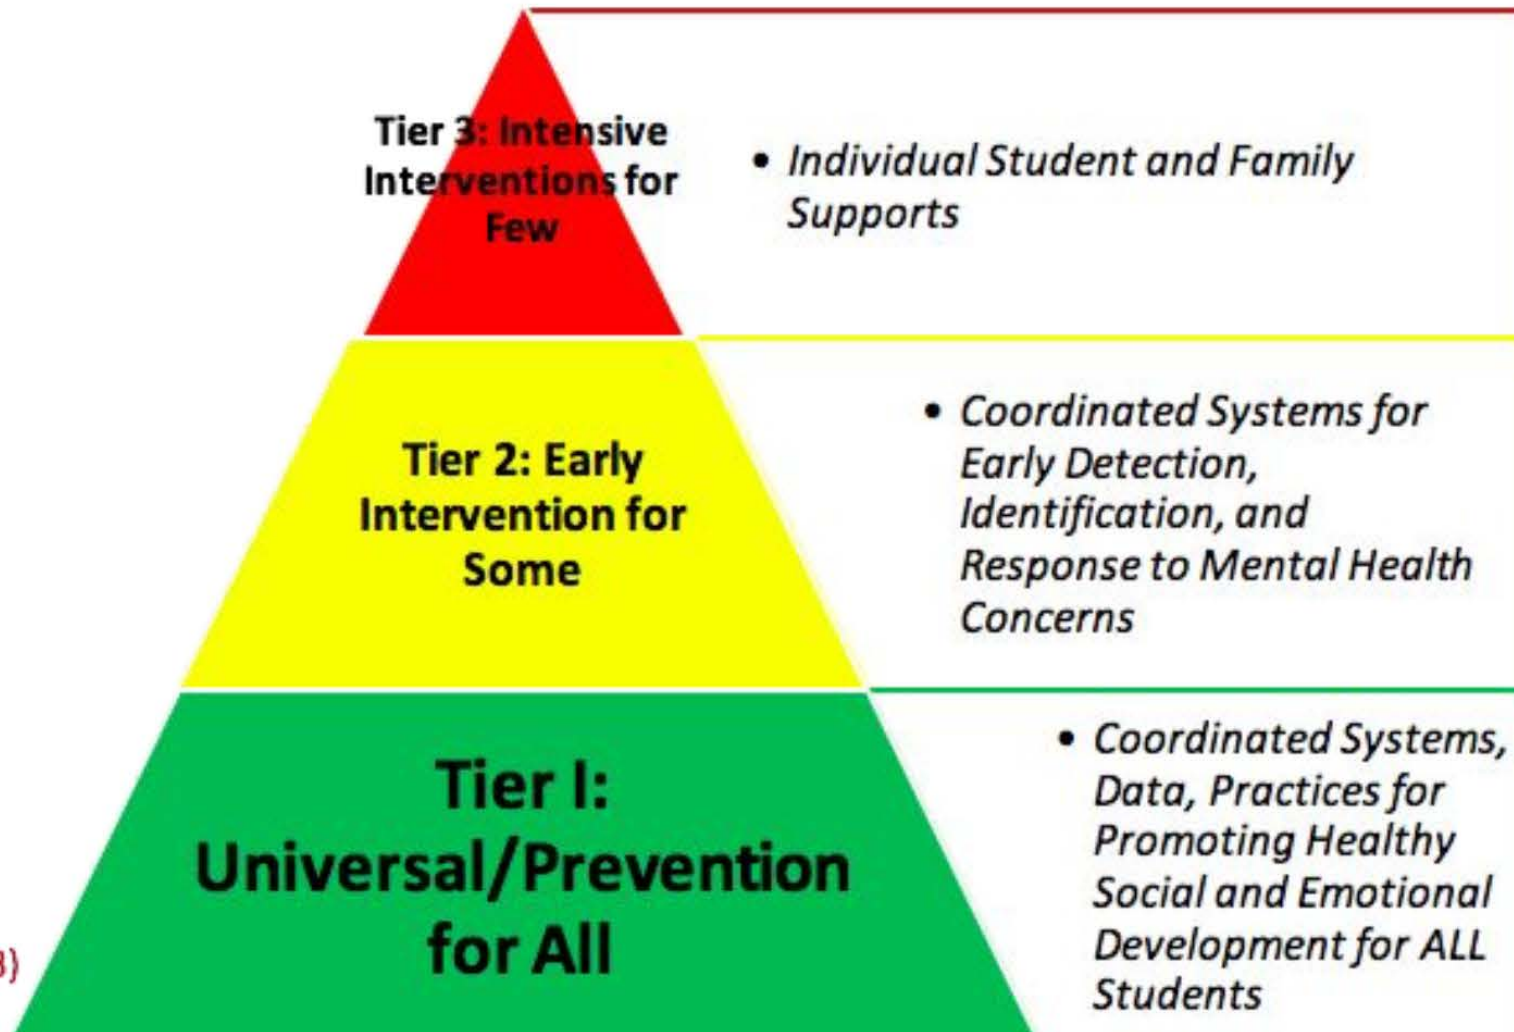 Tier 3: Intensive
Interventions for
Few
• Individual Student and Family
Supports
Tier 2: Early
Intervention for
Some
• Coordinated Systems for
Early Detection,
Identification, and
Response to Mental Health
Concerns
Tier I:
Universal/Prevention
for All
• Coordinated Systems,
Data, Practices for
Promoting Healthy
Social and Emotional
Development for ALL
Students